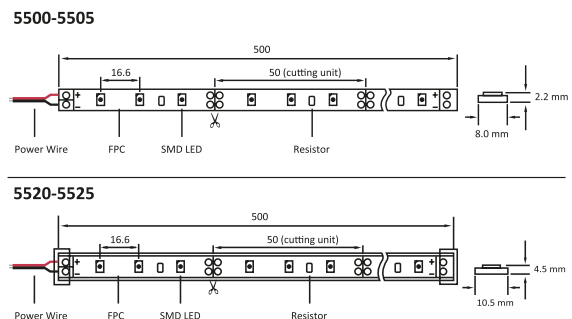 5500-5505
500
16.6
50 (cutting unit)
+ +
− −
2.2 mm
8.0 mm
Power Wire FPC SMD LED Resistor
5520-5525
500
16.6
50 (cutting unit)
+ +
− −
4.5 mm
10.5 mm
Power Wire FPC SMD LED Resistor